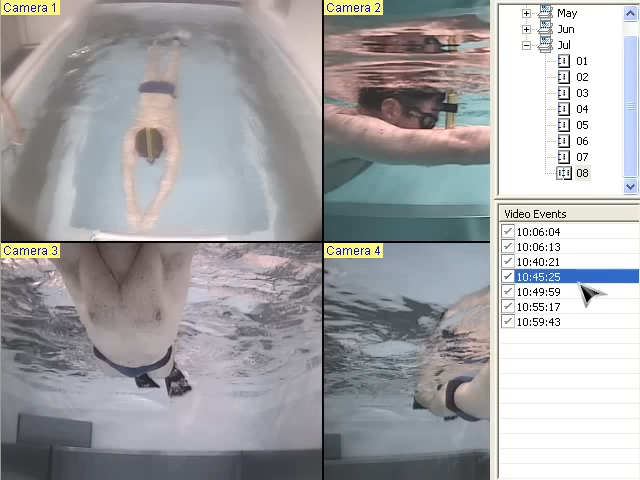 Camera 1
Camera 2
May
Jun
Jul
01
02
03
04
05
06
07
08
Video Events
10:06:04
10:06:13
10:40:21
10:45:25
10:49:59
10:55:17
10:59:43
Camera 3
Camera 4